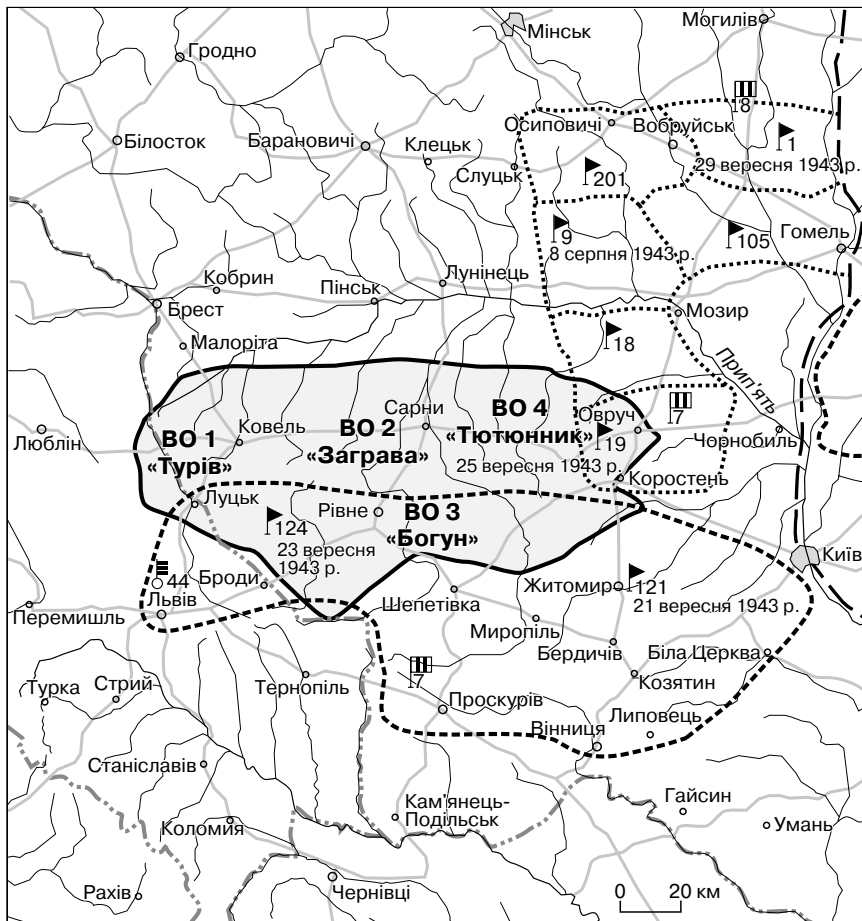 Могилів
Мінськ
Гродно
8
Осиповичі
Вобруйськ
1
Білосток
Барановичі
Клецьк
Слуцьк
29 вересня 1943 р.
201
9
105
Гомель
8 серпня 1943 р.
Кобрин
Лунінець
Пінськ
Брест
Мозир
Малоріта
18
Прип'ять
7
Сарни
ВО 4
Овруч
ВО 1
ВО 2
«Тютюнник»
19
Люблін
Ковель
Чорнобиль
«Турів»
«Заграва»
25 вересня 1943 р.
Коростень
Луцьк
Рівне
ВО 3
124
«Богун»
23 вересня
1943 р.
Київ
44
Броди
Житомир
121
Львів
Шепетівка
21 вересня 1943 р.
Перемишль
Миропіль
Бердичів
Біла Церква
7
Козятин
Турка
Стрий
Тернопіль
Проскурів
Липовець
Вінниця
Станіславів
Кам'янець-
Подільськ
Гайсин
Коломия
Умань
Рахів
Чернівці
0 20 км